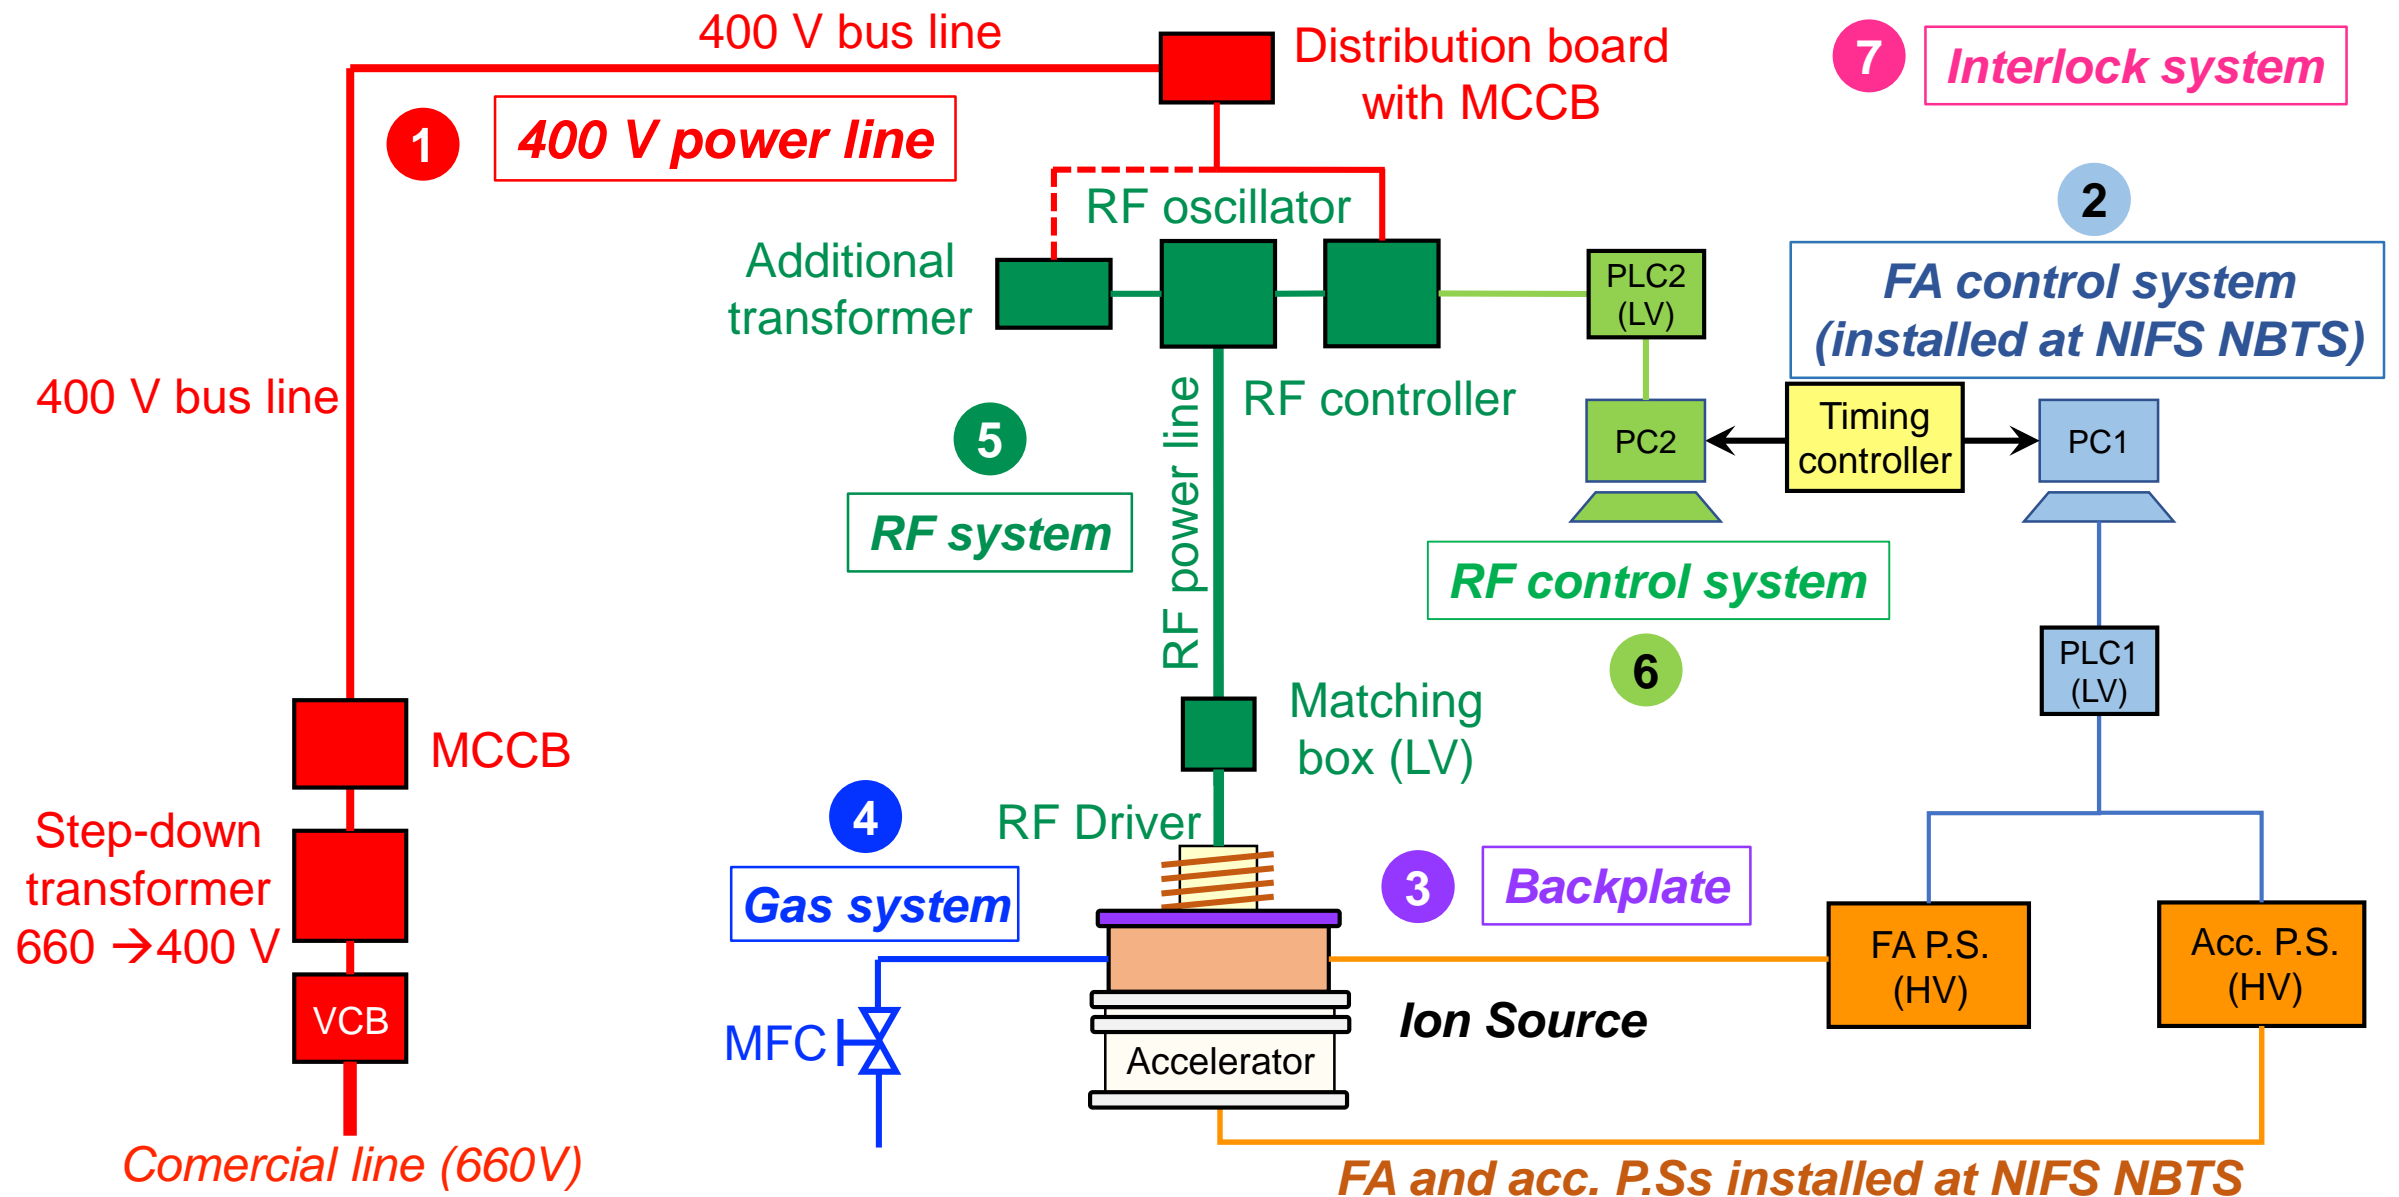 400 V bus line
Distribution board
with MCCB
7
Interlock system
1
400 V power line
2
RF oscillator
Additional
transformer
PLC2
(LV)
FA control system
(installed at NIFS NBTS)
400 V bus line
RF controller
RF power line
5
RF system
PC2
Timing
controller
PC1
RF control system
6
PLC1
(LV)
MCCB
Matching
box (LV)
Step-down
transformer
660 →400 V
4
RF Driver
Gas system
3
Backplate
FA P.S.
(HV)
Acc. P.S.
(HV)
VCB
MFC
Ion Source
Accelerator
Comercial line (660V)
FA and acc. P.Ss installed at NIFS NBTS